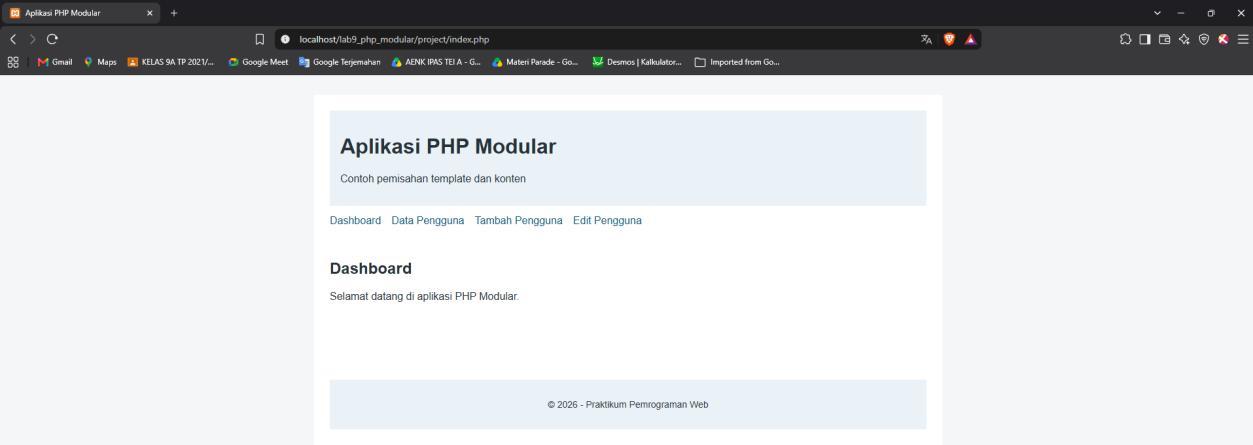 Aplikasi PHP Modular
localhost/lab9_php_modular/project/index.php
Gmail Maps KELAS 9A TP 2021/... Google Meet Google Terjemahan AENK IPAS TEI A - G... Materi Parade - Go... Desmos | Kalkulator... Imported from Go...
Aplikasi PHP Modular
Contoh pemisahan template dan konten
Dashboard Data Pengguna Tambah Pengguna Edit Pengguna
Dashboard
Selamat datang di aplikasi PHP Modular.
© 2026 - Praktikum Pemrograman Web